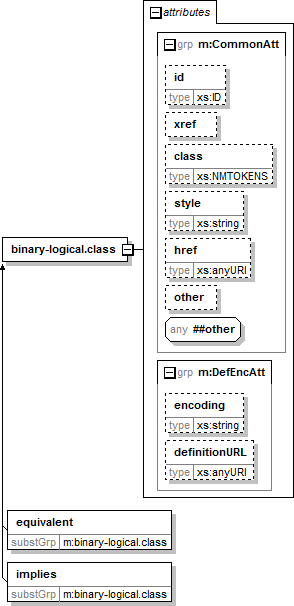 attributes
grp m:CommonAtt
id
type xs:ID
xref
class
type xs:NMTOKENS
style
type xs:string
href
type xs:anyURI
other
any ##other
binary-logical.class
grp m:DefEncAtt
encoding
type xs:string
definitionURL
type xs:anyURI
equivalent
substGrp m:binary-logical.class
implies
substGrp m:binary-logical.class